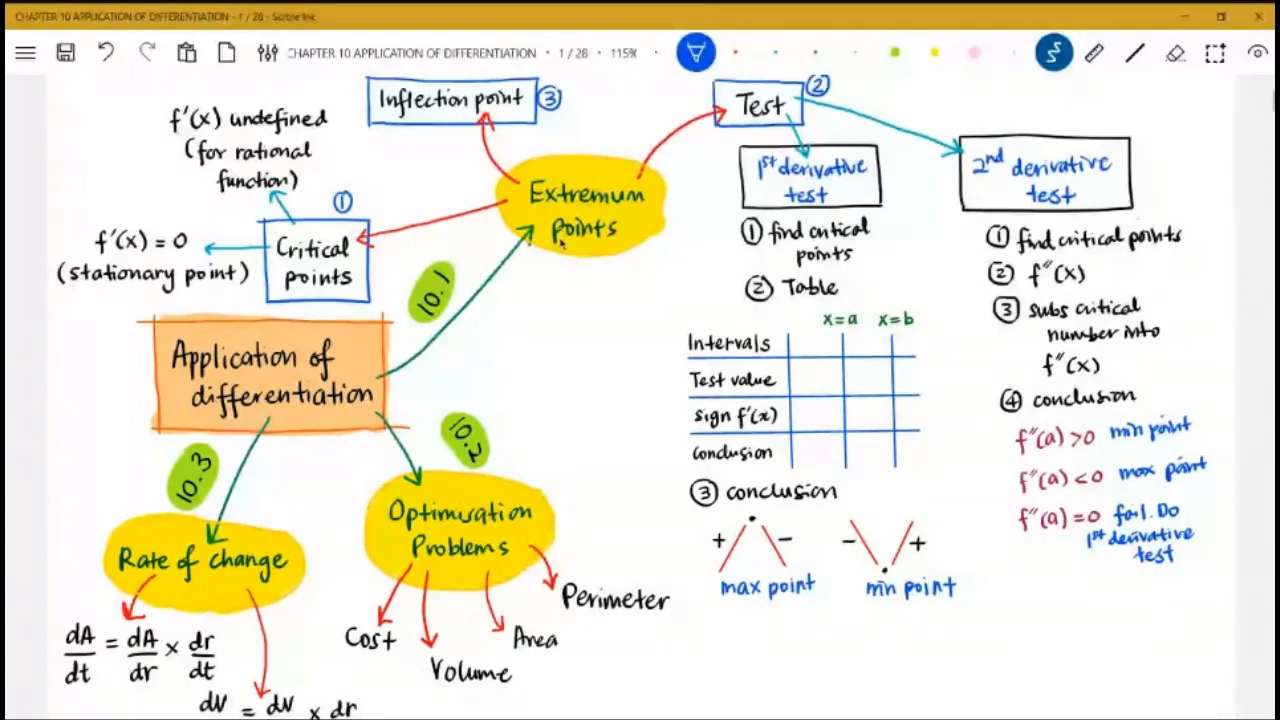 CHAPTER 10 APPLICATION OF DIFFERENTIATION - 1 / 28 - Scrble Ink
CHAPTER 10 APPLICATION OF DIFFERENTIATION • 1 / 28 • 115%
Inflection point ③
Test ②
f'(x) undefined
(for rational
function)
①
f'(x) = 0
(stationary point)
Critical
points
Extremum
points
10.1
Application of
differentiation
10.3
10.2
Rate of change
Optimisation
Problems
Cost
Volume
Area
Perimeter
dA/dt = dA/dr × dr/dt
dV = dV × dr
1st derivative
test
① find critical
points
② Table
x=a x=b
Intervals
Test value
sign f'(x)
conclusion
③ conclusion
+ −
max point
− +
min point
2nd derivative
test
① find critical points
② f"(x)
③ subs critical
number into
f"(x)
④ conclusion
f"(a) >0 min point
f"(a) <0 max point
f"(a) =0 fail. Do
1st derivative
test